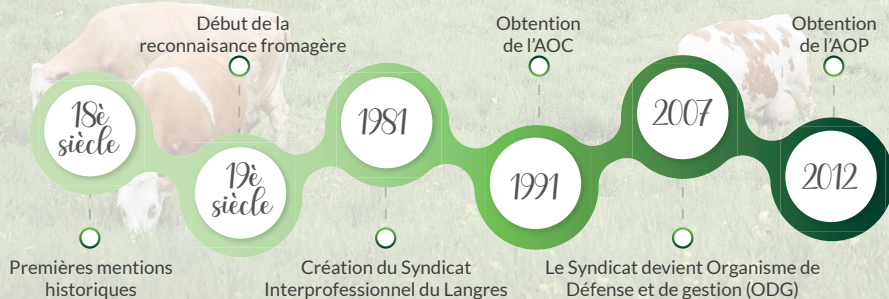 Début de la
reconnaisance fromagère
Obtention
de l'AOC
Obtention
de l'AOP
18è
siècle
19è
siècle
1981
1991
2007
2012
Premières mentions
historiques
Création du Syndicat
Interprofessionnel du Langres
Le Syndicat devient Organisme de
Défense et de gestion (ODG)